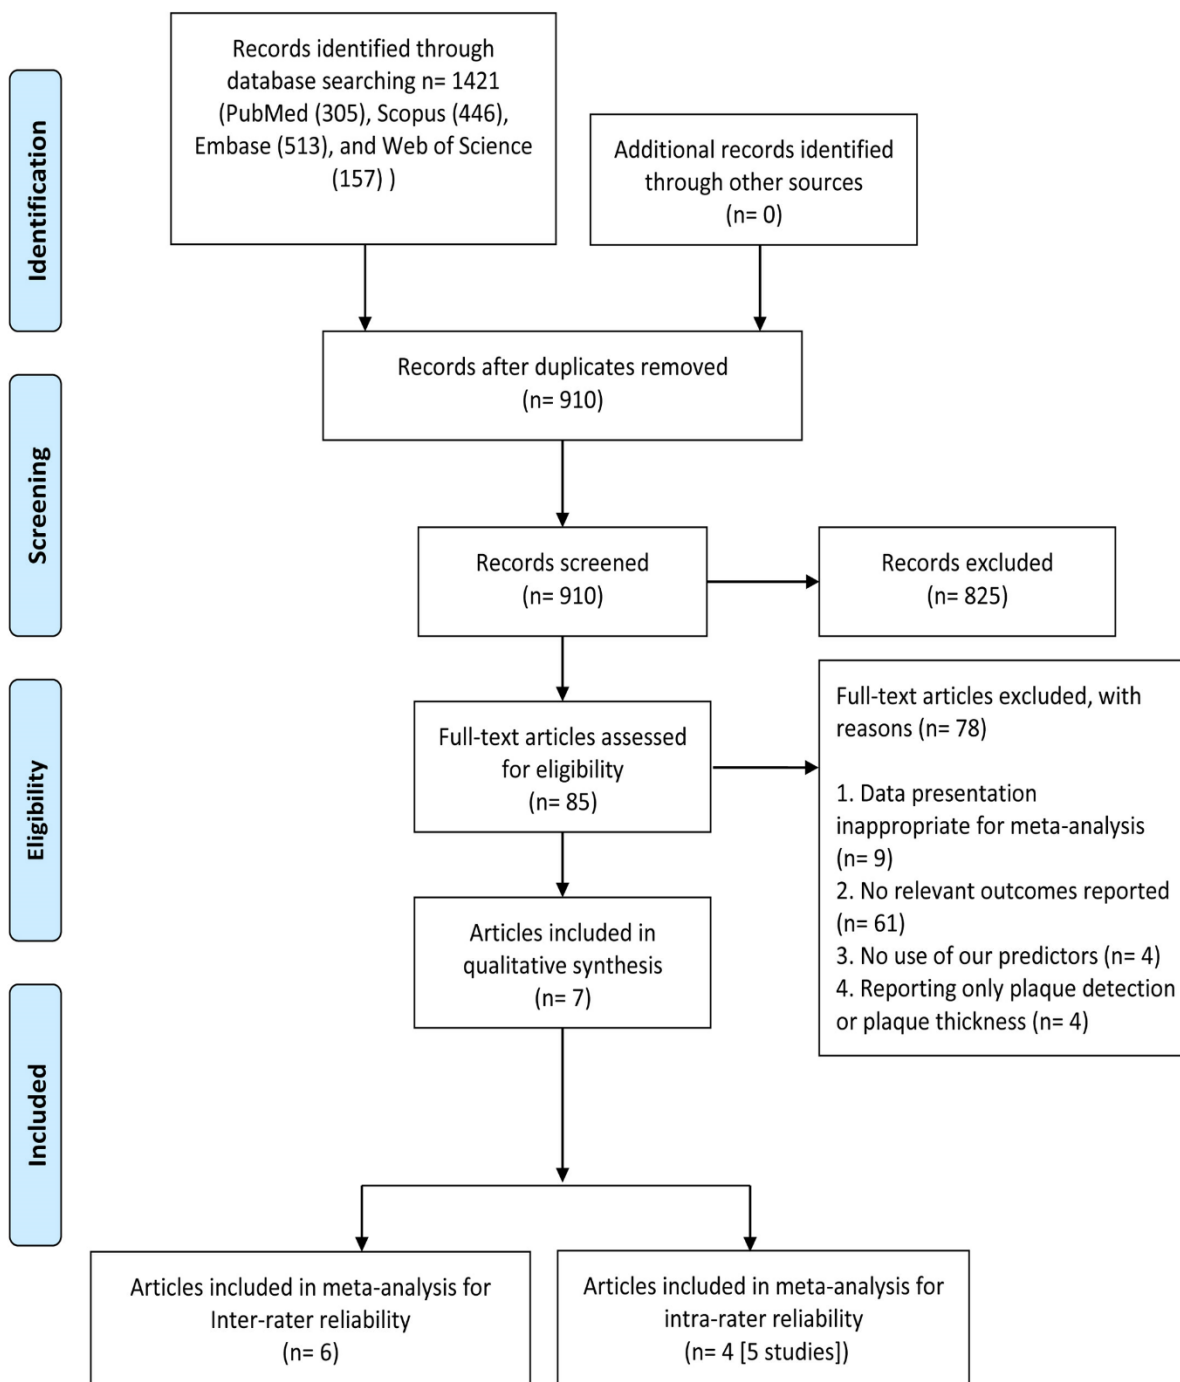 Identification
Records identified through
database searching n= 1421
(PubMed (305), Scopus (446),
Embase (513), and Web of Science
(157) )
Additional records identified
through other sources
(n= 0)
Records after duplicates removed
(n= 910)
Screening
Records screened
(n= 910)
Records excluded
(n= 825)
Eligibility
Full-text articles assessed
for eligibility
(n= 85)
Full-text articles excluded, with
reasons (n= 78)
1. Data presentation
inappropriate for meta-analysis
(n= 9)
2. No relevant outcomes reported
(n= 61)
3. No use of our predictors (n= 4)
4. Reporting only plaque detection
or plaque thickness (n= 4)
Articles included in
qualitative synthesis
(n= 7)
Included
Articles included in meta-analysis for
Inter-rater reliability
(n= 6)
Articles included in meta-analysis for
intra-rater reliability
(n= 4 [5 studies])